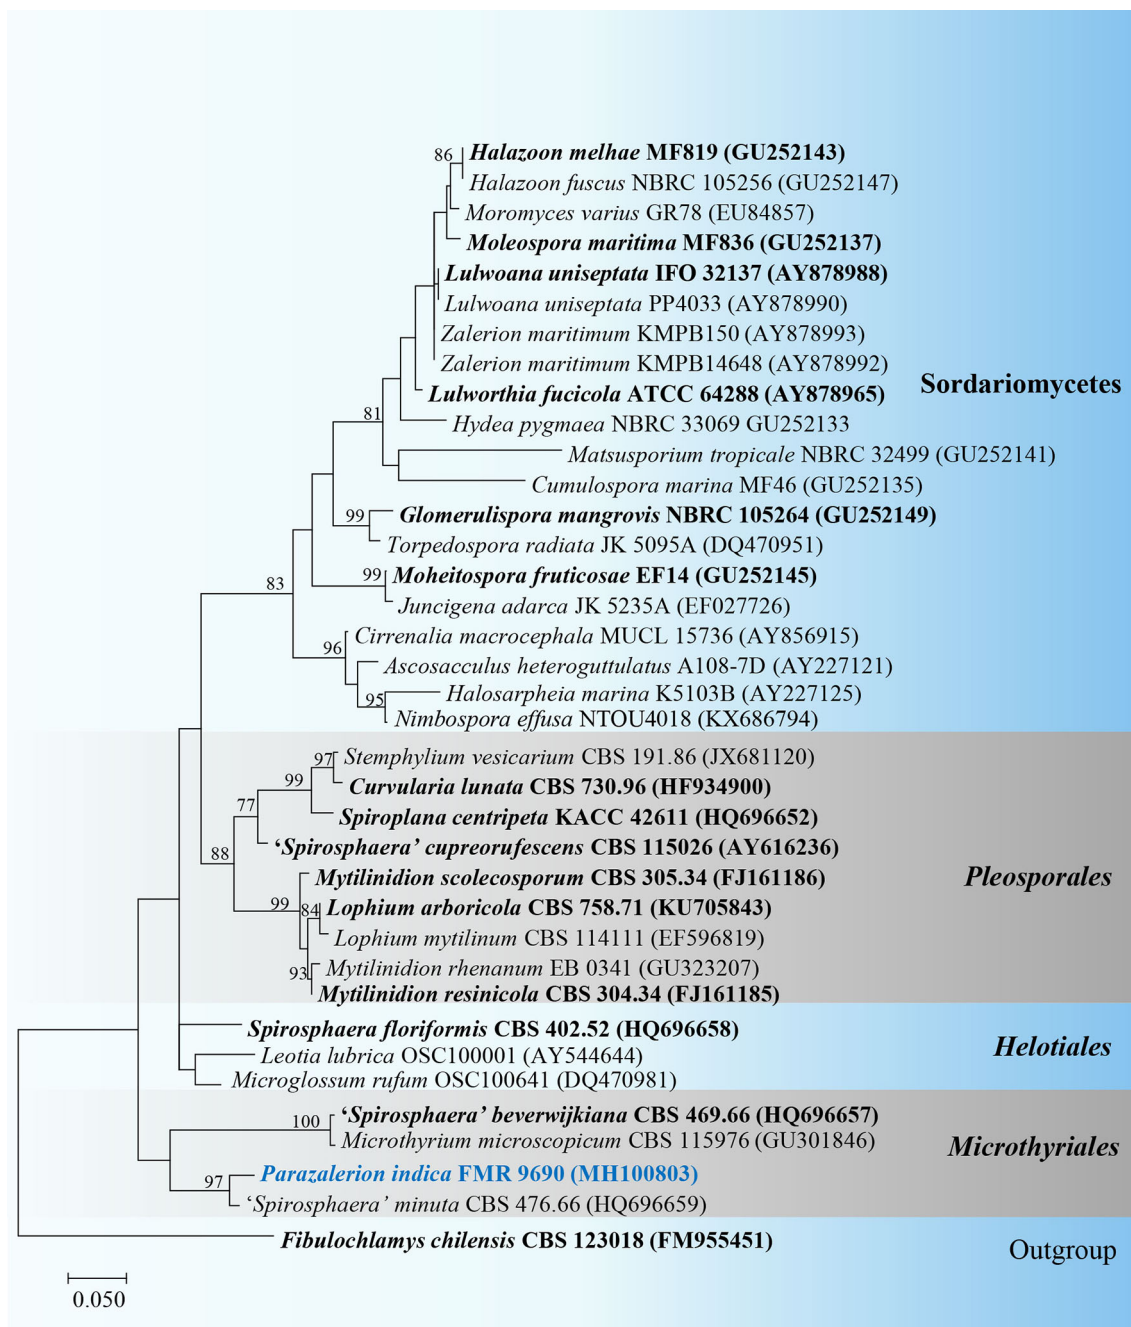 86
Halazoon melhae MF819 (GU252143)
Halazoon fuscus NBRC 105256 (GU252147)
Moromyces varius GR78 (EU84857)
Moleospora maritima MF836 (GU252137)
Lulwoana uniseptata IFO 32137 (AY878988)
Lulwoana uniseptata PP4033 (AY878990)
Zalerion maritimum KMPB150 (AY878993)
Zalerion maritimum KMPB14648 (AY878992)
Sordariomycetes
Lulworthia fucicola ATCC 64288 (AY878965)
81
Hydea pygmaea NBRC 33069 GU252133
Matsusporium tropicale NBRC 32499 (GU252141)
Cumulospora marina MF46 (GU252135)
99
Glomerulispora mangrovis NBRC 105264 (GU252149)
Torpedospora radiata JK 5095A (DQ470951)
83
99
Moheitospora fruticosae EF14 (GU252145)
Juncigena adarca JK 5235A (EF027726)
Cirrenalia macrocephala MUCL 15736 (AY856915)
96
Ascosacculus heteroguttulatus A108-7D (AY227121)
95
Halosarpheia marina K5103B (AY227125)
Nimbospora effusa NTOU4018 (KX686794)
97
Stemphylium vesicarium CBS 191.86 (JX681120)
99
Curvularia lunata CBS 730.96 (HF934900)
77
Spiroplana centripeta KACC 42611 (HQ696652)
88
‘Spirosphaera’ cupreorufescens CBS 115026 (AY616236)
Mytilinidion scolecosporum CBS 305.34 (FJ161186)
Pleosporales
99
84
Lophium arboricola CBS 758.71 (KU705843)
Lophium mytilinum CBS 114111 (EF596819)
93
Mytilinidion rhenanum EB 0341 (GU323207)
Mytilinidion resinicola CBS 304.34 (FJ161185)
Spirosphaera floriformis CBS 402.52 (HQ696658)
Helotiales
Leotia lubrica OSC100001 (AY544644)
Microglossum rufum OSC100641 (DQ470981)
100
‘Spirosphaera’ beverwijkiana CBS 469.66 (HQ696657)
Microthyrium microscopicum CBS 115976 (GU301846)
Microthyriales
97
Parazalerion indica FMR 9690 (MH100803)
‘Spirosphaera’ minuta CBS 476.66 (HQ696659)
Fibulochlamys chilensis CBS 123018 (FM955451)
Outgroup
0.050